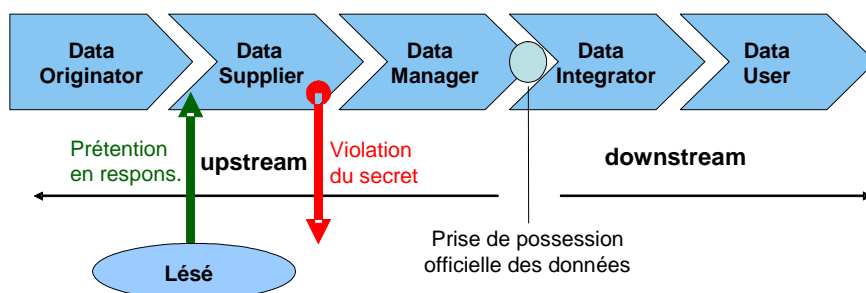 Data
Originator
Data
Supplier
Data
Manager
Data
Integrator
Data
User
Prétention
en respons.
upstream
Violation
du secret
downstream
Prise de possession
officielle des données
Lésé